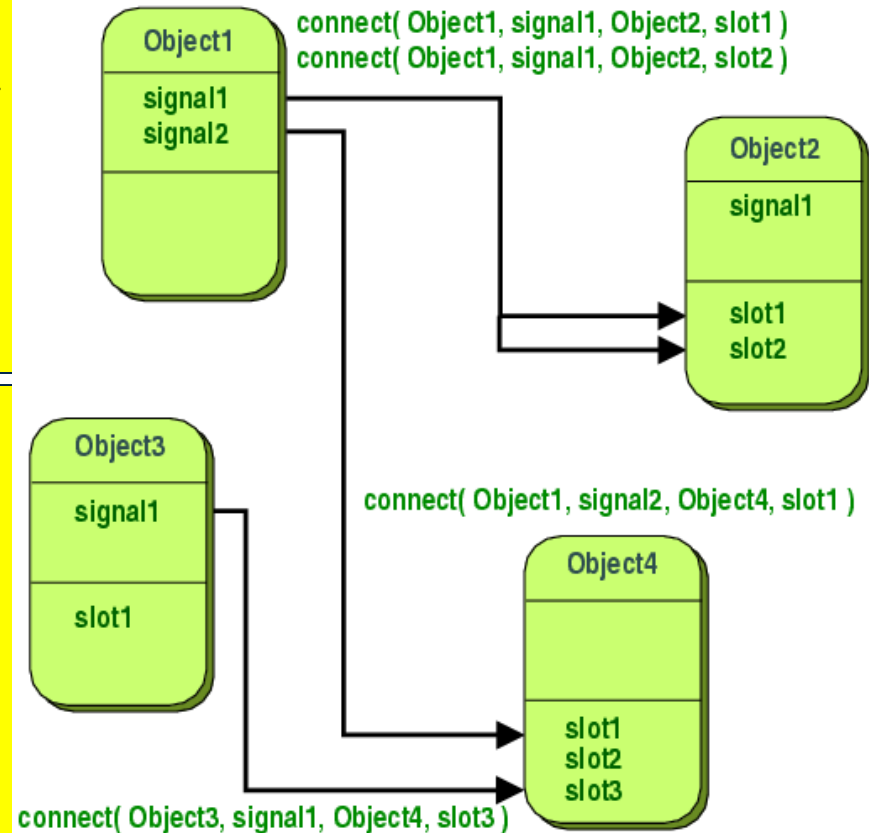 connect( Object1, signal1, Object2, slot1 )
connect( Object1, signal1, Object2, slot2 )
Object1
signal1
signal2
Object2
signal1
slot1
slot2
Object3
signal1
slot1
connect( Object1, signal2, Object4, slot1 )
Object4
slot1
slot2
slot3
connect( Object3, signal1, Object4, slot3 )